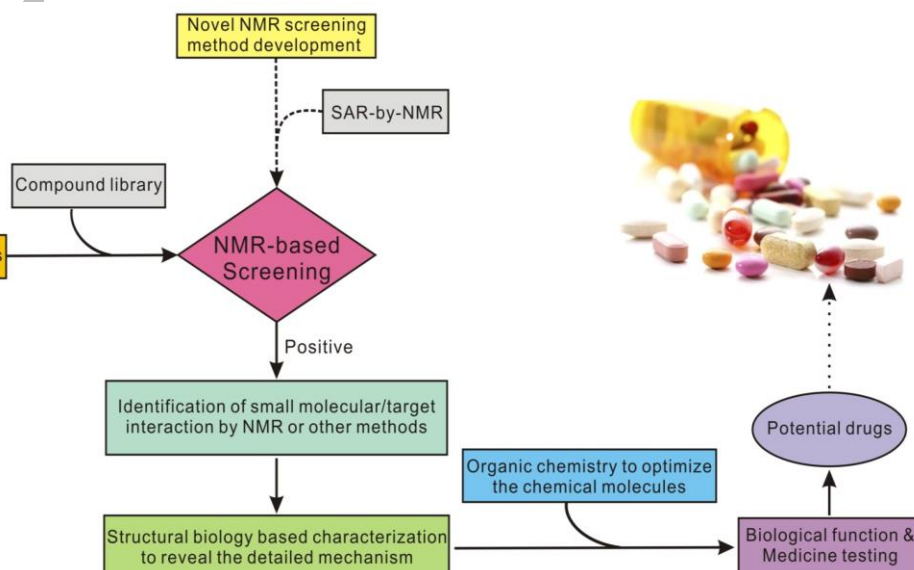 Novel NMR screening
method development
SAR-by-NMR
Compound library
NMR-based
Screening
Positive
Identification of small molecular/target
interaction by NMR or other methods
Potential drugs
Organic chemistry to optimize
the chemical molecules
Structural biology based characterization
to reveal the detailed mechanism
Biological function &
Medicine testing